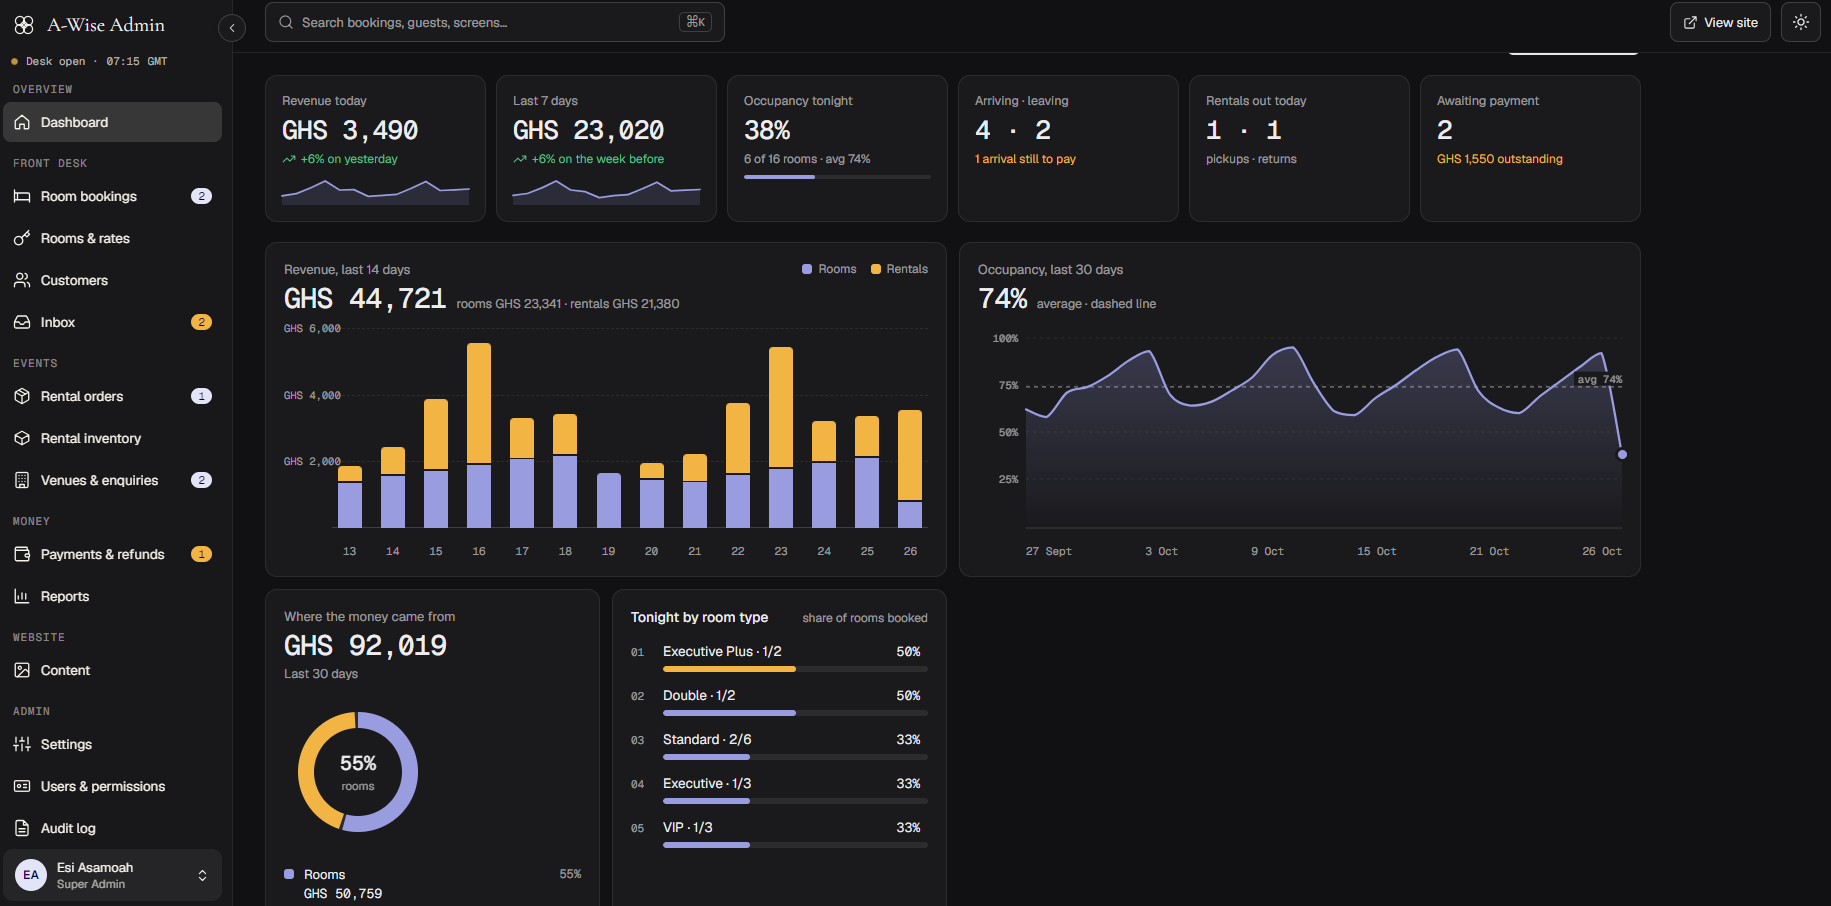 A-Wise Admin
Desk open · 07:15 GMT
OVERVIEW
Dashboard
FRONT DESK
Room bookings 2
Rooms & rates
Customers
Inbox 2
EVENTS
Rental orders 1
Rental inventory
Venues & enquiries 2
MONEY
Payments & refunds 1
Reports
WEBSITE
Content
ADMIN
Settings
Users & permissions
Audit log
EA
Esi Asamoah
Super Admin
Search bookings, guests, screens... ⌘K
View site
Revenue today
GHS 3,490
+6% on yesterday
Last 7 days
GHS 23,020
+6% on the week before
Occupancy tonight
38%
6 of 16 rooms · avg 74%
Arriving · leaving
4 · 2
1 arrival still to pay
Rentals out today
1 · 1
pickups · returns
Awaiting payment
2
GHS 1,550 outstanding
Revenue, last 14 days
Rooms Rentals
GHS 44,721 rooms GHS 23,341 · rentals GHS 21,380
GHS 6,000
GHS 4,000
GHS 2,000
13 14 15 16 17 18 19 20 21 22 23 24 25 26
Occupancy, last 30 days
74% average · dashed line
100%
75%
50%
25%
avg 74%
27 Sept 3 Oct 9 Oct 15 Oct 21 Oct 26 Oct
Where the money came from
GHS 92,019
Last 30 days
55%
rooms
Rooms 55%
GHS 50,759
Tonight by room type share of rooms booked
01 Executive Plus · 1/2 50%
02 Double · 1/2 50%
03 Standard · 2/6 33%
04 Executive · 1/3 33%
05 VIP · 1/3 33%